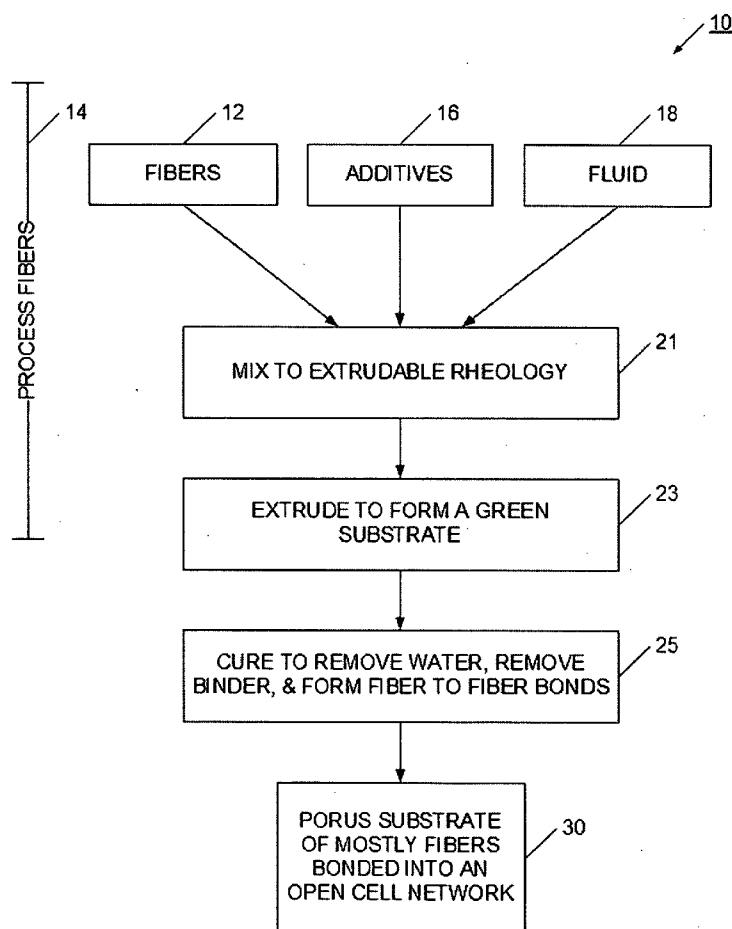 10
14
12
16
18
FIBERS
ADDITIVES
FLUID
PROCESS FIBERS
MIX TO EXTRUDABLE RHEOLOGY
21
EXTRUDE TO FORM A GREEN
SUBSTRATE
23
CURE TO REMOVE WATER, REMOVE
BINDER, & FORM FIBER TO FIBER BONDS
25
PORUS SUBSTRATE
OF MOSTLY FIBERS
BONDED INTO AN
OPEN CELL NETWORK
30